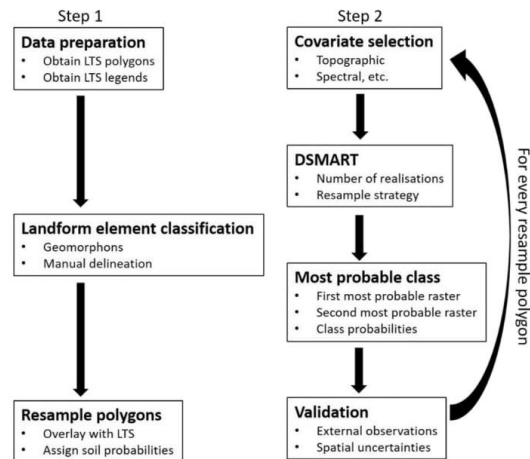 Step 1
Data preparation
• Obtain LTS polygons
• Obtain LTS legends
Landform element classification
• Geomorphons
• Manual delineation
Resample polygons
• Overlay with LTS
• Assign soil probabilities
Step 2
Covariate selection
• Topographic
• Spectral, etc.
DSMART
• Number of realisations
• Resample strategy
Most probable class
• First most probable raster
• Second most probable raster
• Class probabilities
Validation
• External observations
• Spatial uncertainties
For every resample polygon